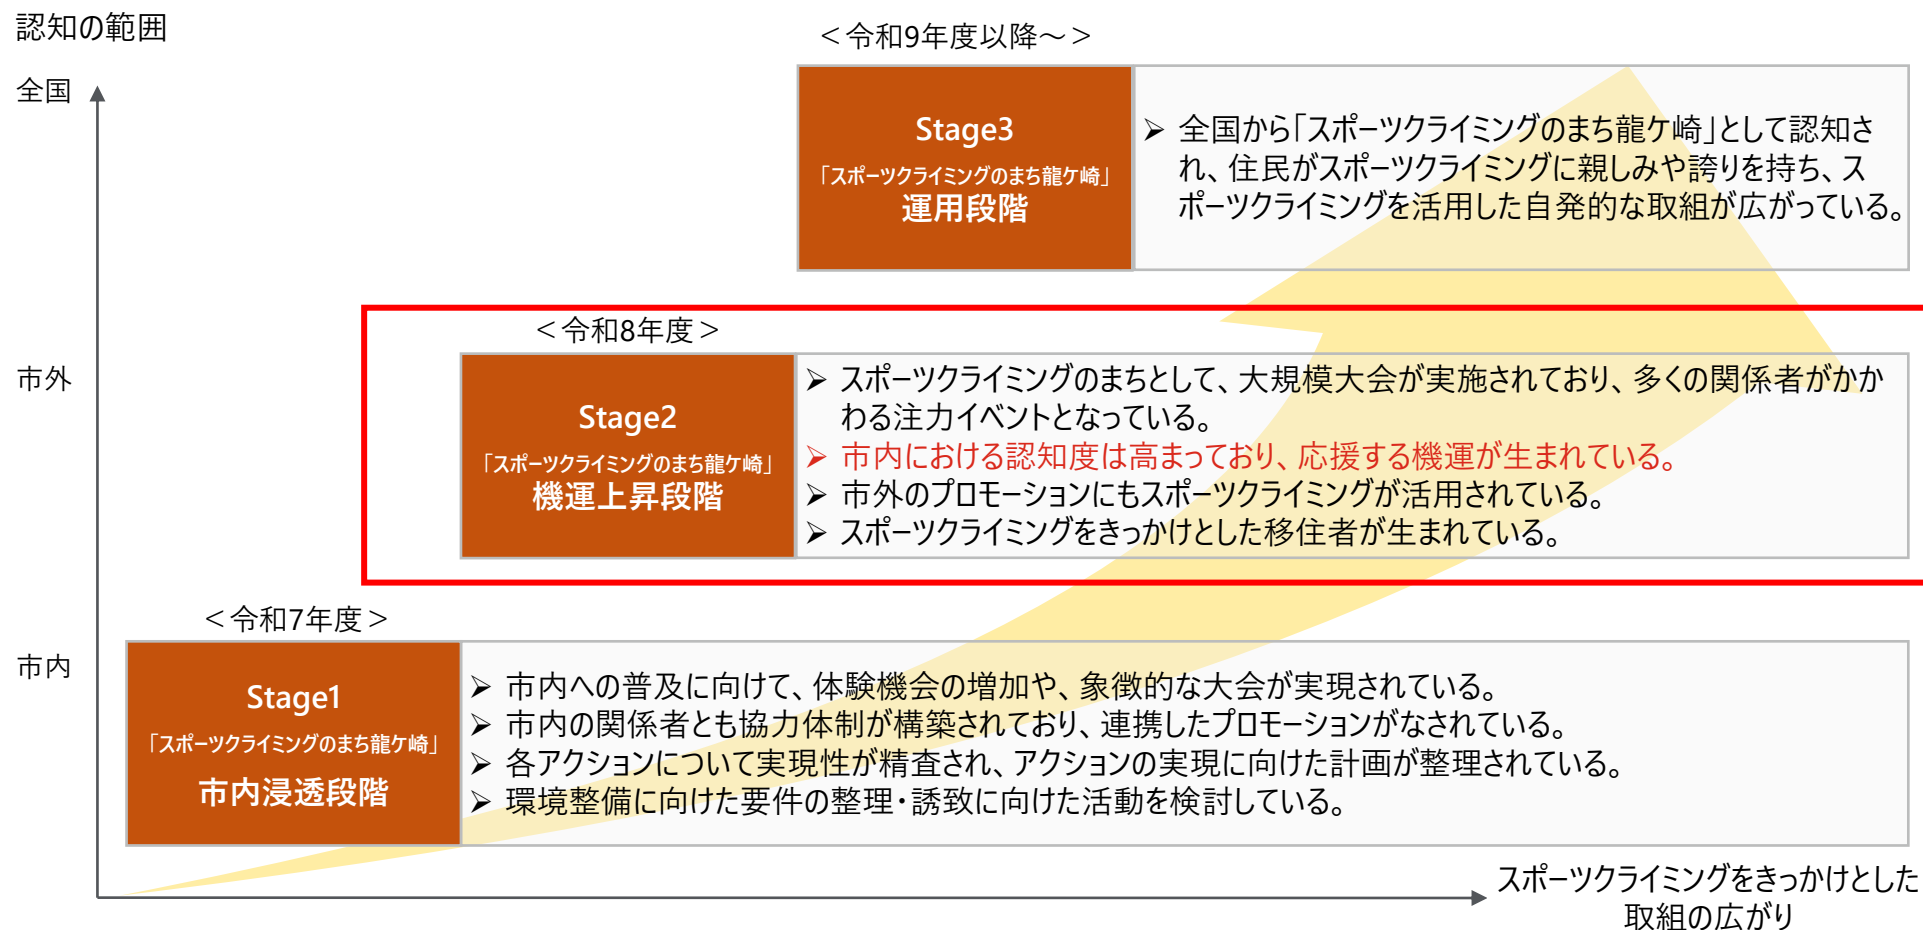 認知の範囲
全国
＜令和9年度以降～＞
Stage3
「スポーツクライミングのまち龍ケ崎」
運用段階
➢ 全国から「スポーツクライミングのまち龍ケ崎」として認知さ
れ、住民がスポーツクライミングに親しみや誇りを持ち、ス
ポーツクライミングを活用した自発的な取組が広がっている。
市外
＜令和8年度＞
Stage2
「スポーツクライミングのまち龍ケ崎」
機運上昇段階
➢ スポーツクライミングのまちとして、大規模大会が実施されており、多くの関係者がかか
わる注力イベントとなっている。
➢ 市内における認知度は高まっており、応援する機運が生まれている。
➢ 市外のプロモーションにもスポーツクライミングが活用されている。
➢ スポーツクライミングをきっかけとした移住者が生まれている。
市内
＜令和7年度＞
Stage1
「スポーツクライミングのまち龍ケ崎」
市内浸透段階
➢ 市内への普及に向けて、体験機会の増加や、象徴的な大会が実現されている。
➢ 市内の関係者とも協力体制が構築されており、連携したプロモーションがなされている。
➢ 各アクションについて実現性が精査され、アクションの実現に向けた計画が整理されている。
➢ 環境整備に向けた要件の整理・誘致に向けた活動を検討している。
スポーツクライミングをきっかけとした
取組の広がり